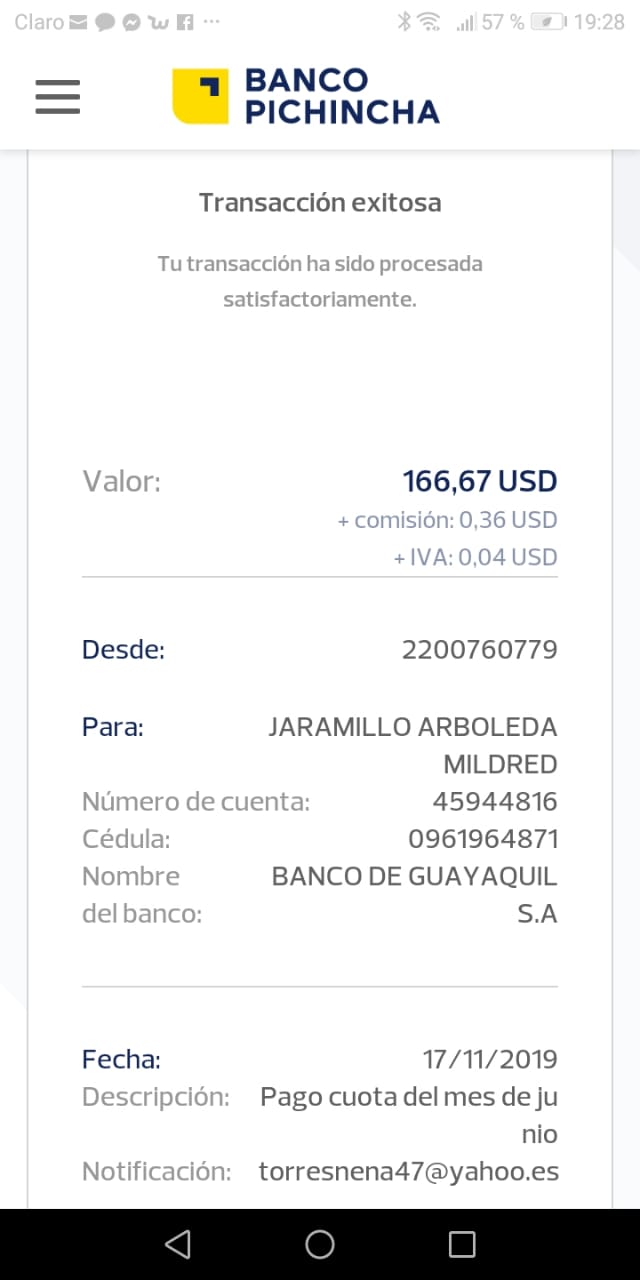 Claro ··· 57 % 19:28
BANCO
PICHINCHA
Transacción exitosa
Tu transacción ha sido procesada
satisfactoriamente.
Valor: 166,67 USD
+ comisión: 0,36 USD
+ IVA: 0,04 USD
Desde: 2200760779
Para: JARAMILLO ARBOLEDA
MILDRED
Número de cuenta: 45944816
Cédula: 0961964871
Nombre BANCO DE GUAYAQUIL
del banco: S.A
Fecha: 17/11/2019
Descripción: Pago cuota del mes de ju
nio
Notificación: torresnena47@yahoo.es